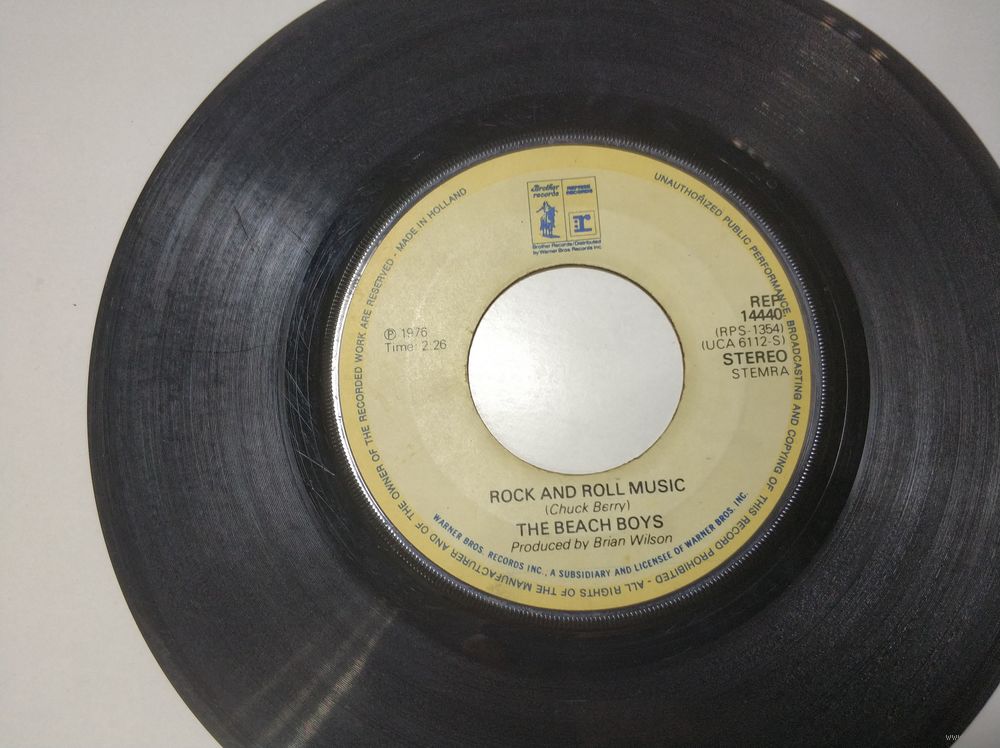 Brother
records
REPRISE
RECORDS
r:
Brother Records/Distributed
by Warner Bros. Records Inc
UNAUTHORIZED PUBLIC PERFORMANCE, BROADCASTING AND COPYING OF THIS RECORD PROHIBITED - ALL RIGHTS OF THE MANUFACTURER AND OF THE OWNER OF THE RECORDED WORK ARE RESERVED - MADE IN HOLLAND
℗ 1976
Time: 2.26
REP
14440
(RPS-1354)
(UCA 6112-S)
STEREO
STEMRA
ROCK AND ROLL MUSIC
(Chuck Berry)
THE BEACH BOYS
Produced by Brian Wilson
WARNER BROS. RECORDS INC., A SUBSIDIARY AND LICENSEE OF WARNER BROS. INC.